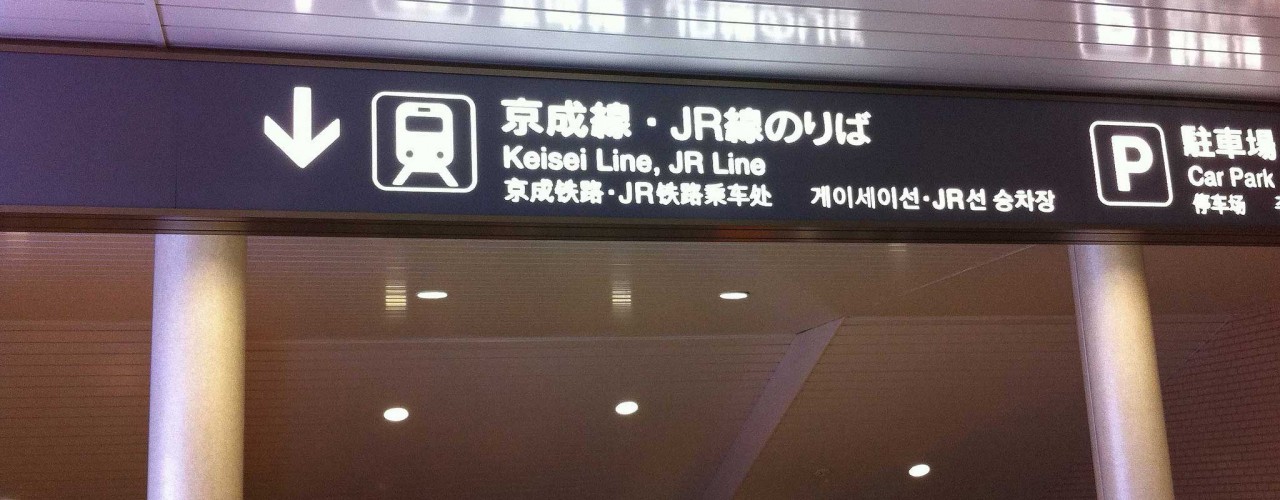 京成線・JR線のりば
Keisei Line, JR Line
京成铁路・JR铁路乘车处 게이세이선・JR선 승차장
P
駐車場
Car Park
停车场